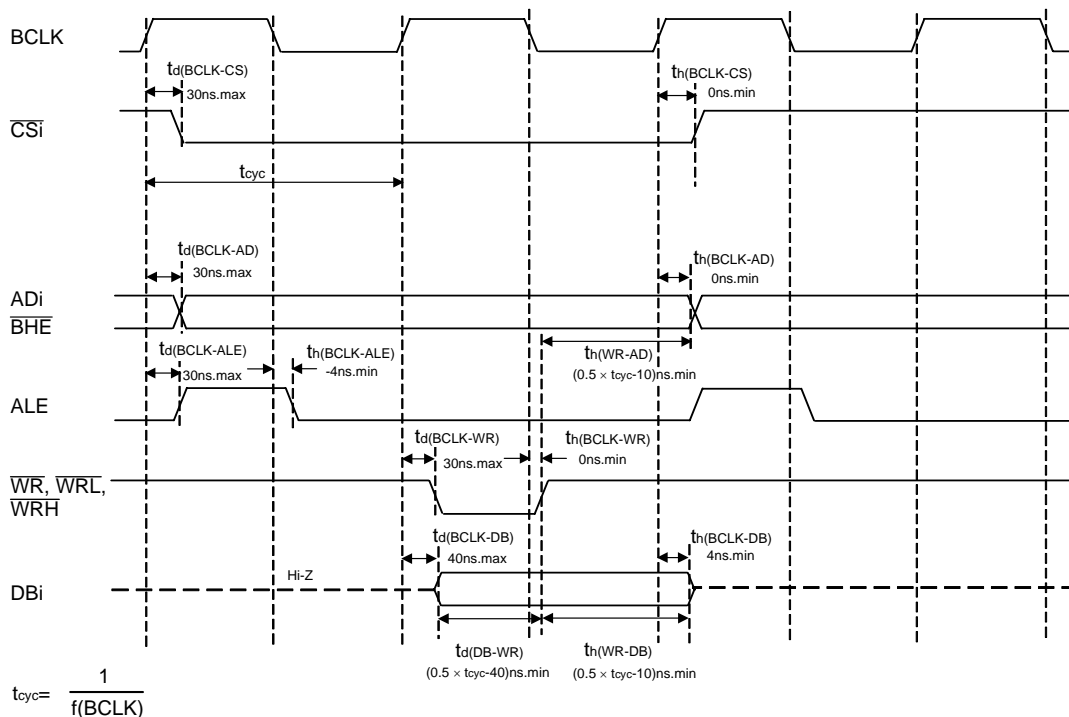 BCLK
td(BCLK-CS)
30ns.max
th(BCLK-CS)
0ns.min
CSi
tcyc
td(BCLK-AD)
30ns.max
th(BCLK-AD)
0ns.min
ADi
BHE
td(BCLK-ALE)
30ns.max
th(BCLK-ALE)
-4ns.min
th(WR-AD)
(0.5 × tcyc-10)ns.min
ALE
td(BCLK-WR)
30ns.max
th(BCLK-WR)
0ns.min
WR, WRL,
WRH
td(BCLK-DB)
40ns.max
th(BCLK-DB)
4ns.min
Hi-Z
DBi
td(DB-WR)
(0.5 × tcyc-40)ns.min
th(WR-DB)
(0.5 × tcyc-10)ns.min
tcyc= 1
f(BCLK)